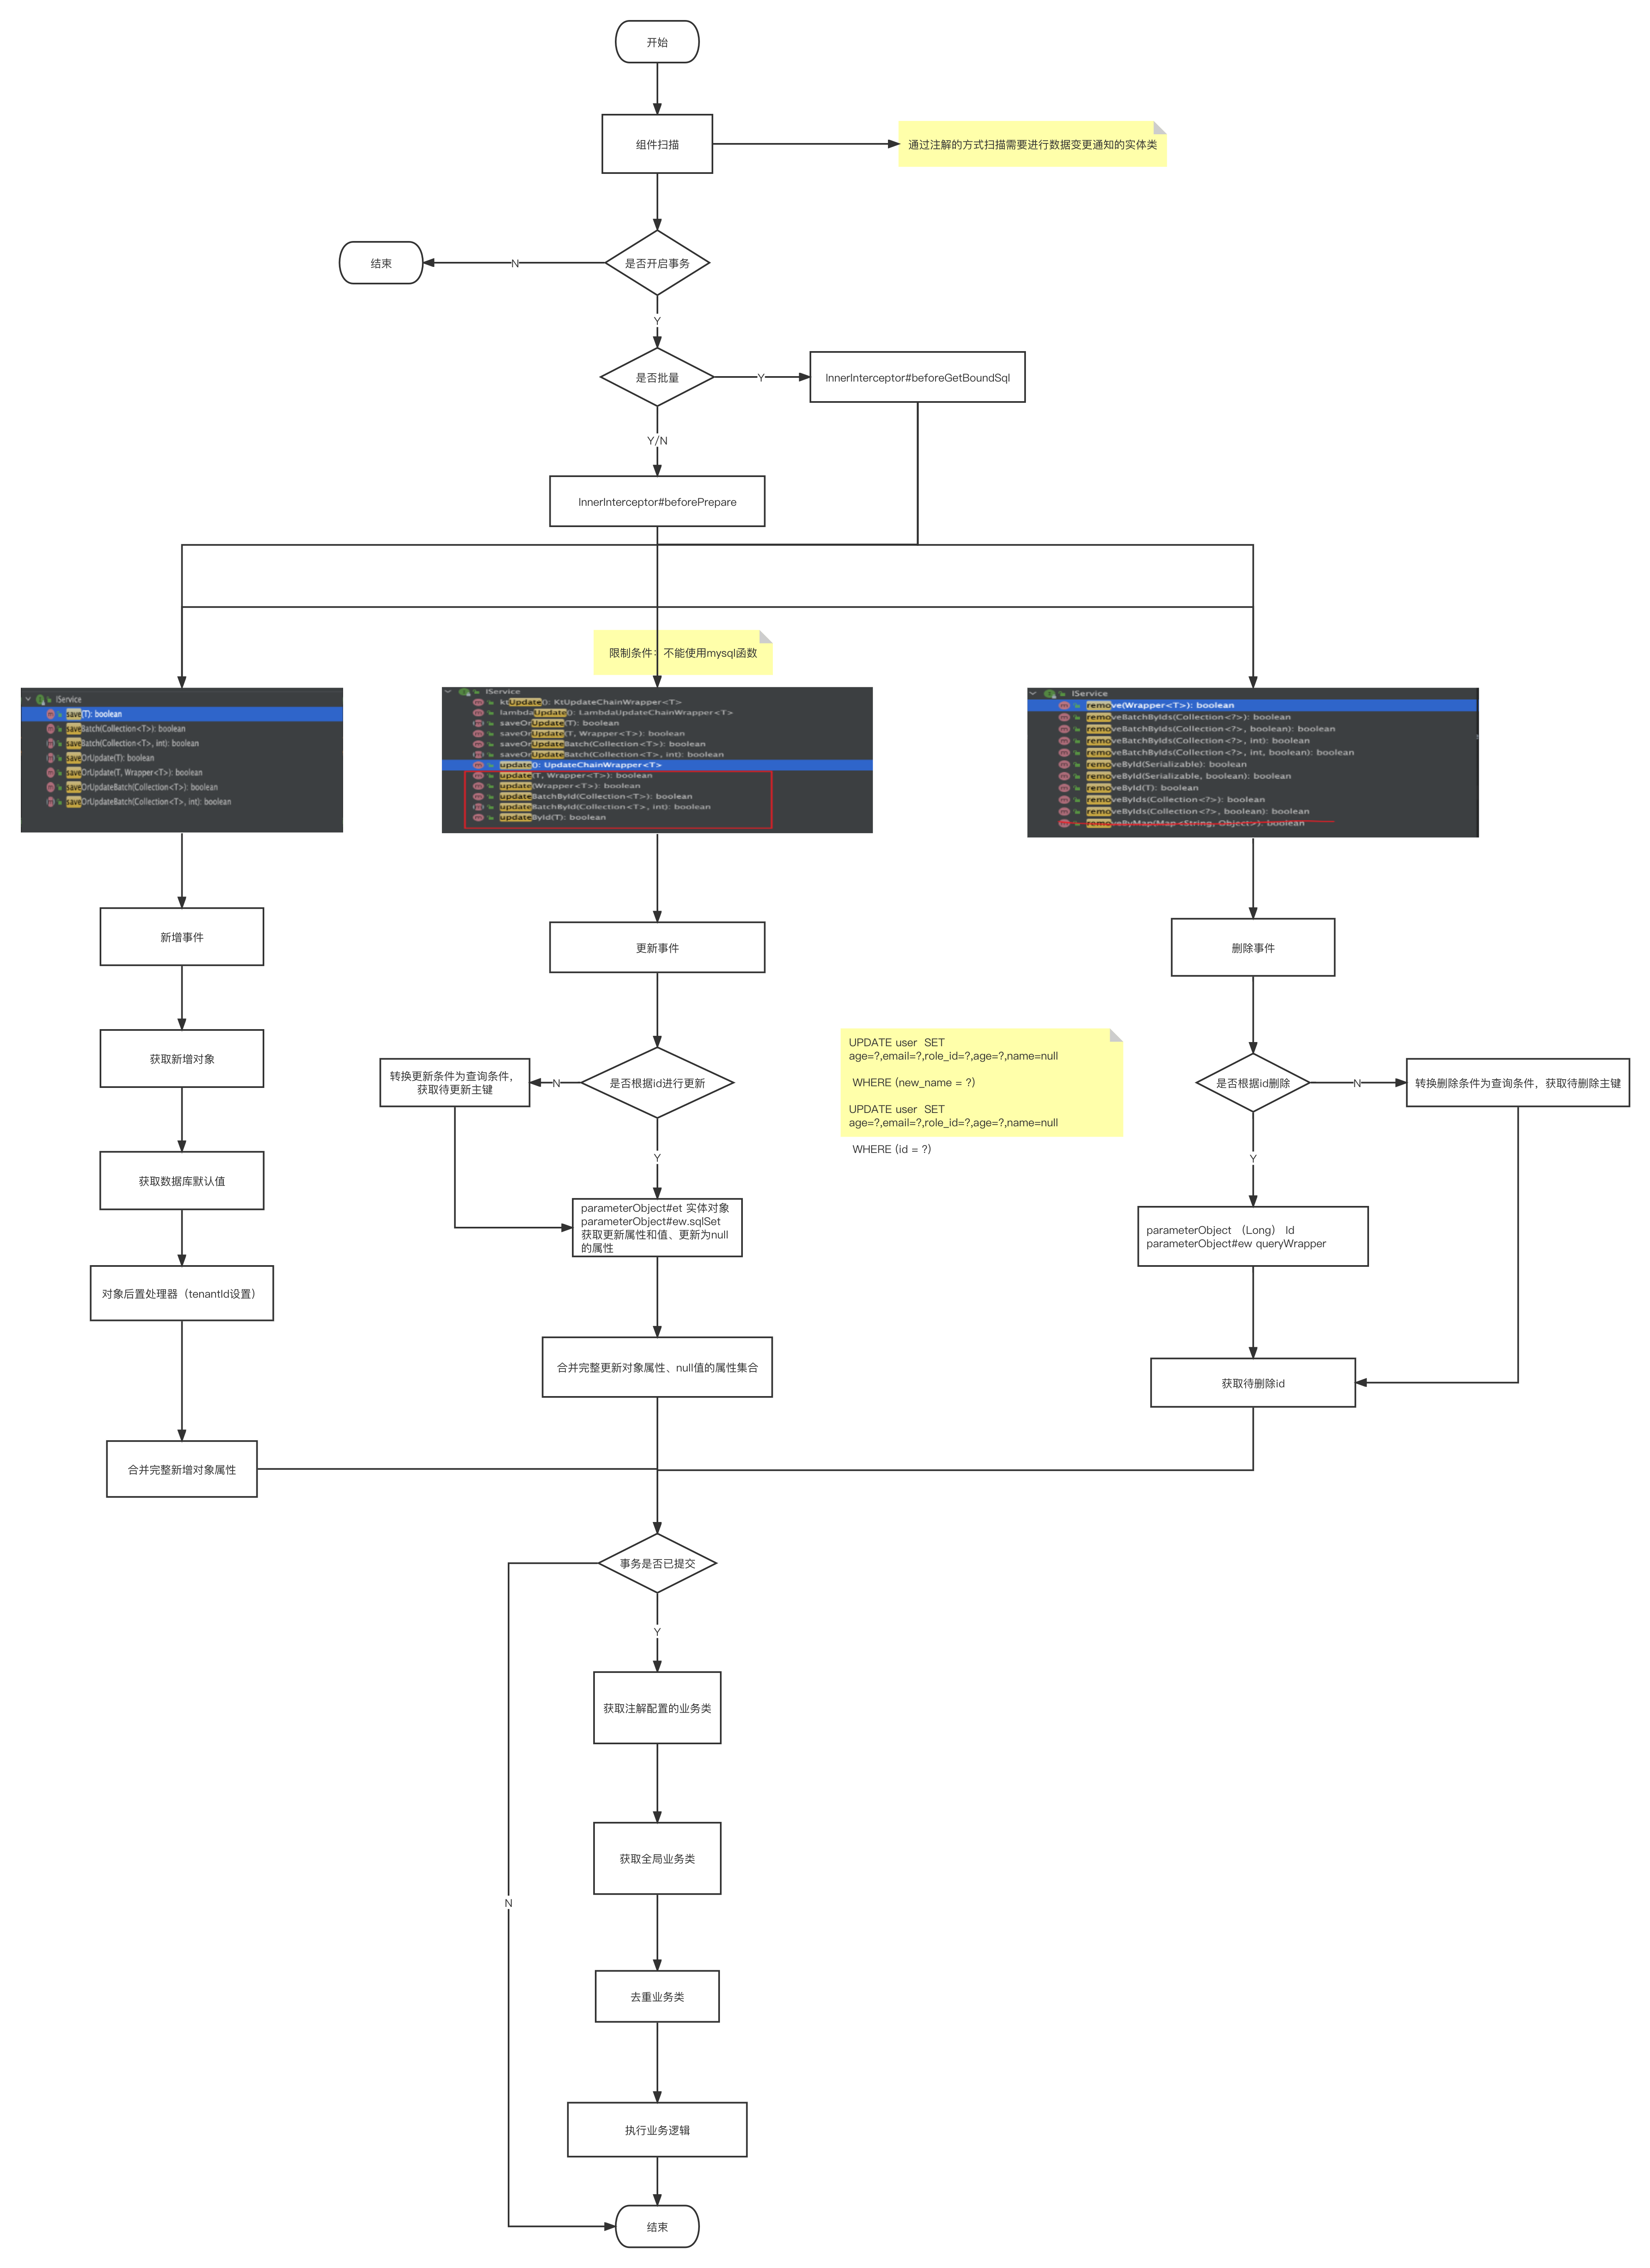 开始
组件扫描
通过注解的方式扫描需要进行数据变更通知的实体类
是否开启事务
N
结束
Y
是否批量
Y
InnerInterceptor#beforeGetBoundSql
Y/N
InnerInterceptor#beforePrepare
限制条件：不能使用mysql函数
IService
save(T): boolean
saveBatch(Collection<T>): boolean
saveBatch(Collection<T>, int): boolean
saveOrUpdate(T): boolean
saveOrUpdate(T, Wrapper<T>): boolean
saveOrUpdateBatch(Collection<T>): boolean
saveOrUpdateBatch(Collection<T>, int): boolean
IService
ktUpdate(): KtUpdateChainWrapper<T>
lambdaUpdate(): LambdaUpdateChainWrapper<T>
saveOrUpdate(T): boolean
saveOrUpdate(T, Wrapper<T>): boolean
saveOrUpdateBatch(Collection<T>): boolean
saveOrUpdateBatch(Collection<T>, int): boolean
update(): UpdateChainWrapper<T>
update(T, Wrapper<T>): boolean
update(Wrapper<T>): boolean
updateBatchById(Collection<T>): boolean
updateBatchById(Collection<T>, int): boolean
updateById(T): boolean
IService
remove(Wrapper<T>): boolean
removeBatchByIds(Collection<?>): boolean
removeBatchByIds(Collection<?>, boolean): boolean
removeBatchByIds(Collection<?>, int): boolean
removeBatchByIds(Collection<?>, int, boolean): boolean
removeById(Serializable): boolean
removeById(Serializable, boolean): boolean
removeById(T): boolean
removeByIds(Collection<?>): boolean
removeByIds(Collection<?>, boolean): boolean
removeByMap(Map<String, Object>): boolean
新增事件
获取新增对象
获取数据库默认值
对象后置处理器（tenantId设置）
合并完整新增对象属性
更新事件
是否根据id进行更新
N
转换更新条件为查询条件，
获取待更新主键
Y
parameterObject#et 实体对象
parameterObject#ew.sqlSet
获取更新属性和值、更新为null
的属性
合并完整更新对象属性、null值的属性集合
UPDATE user  SET
age=?,email=?,role_id=?,age=?,name=null
WHERE (new_name = ?)
UPDATE user  SET
age=?,email=?,role_id=?,age=?,name=null
WHERE (id = ?)
删除事件
是否根据id删除
N
转换删除条件为查询条件，获取待删除主键
Y
parameterObject （Long） Id
parameterObject#ew queryWrapper
获取待删除id
事务是否已提交
Y
获取注解配置的业务类
获取全局业务类
N
去重业务类
执行业务逻辑
结束